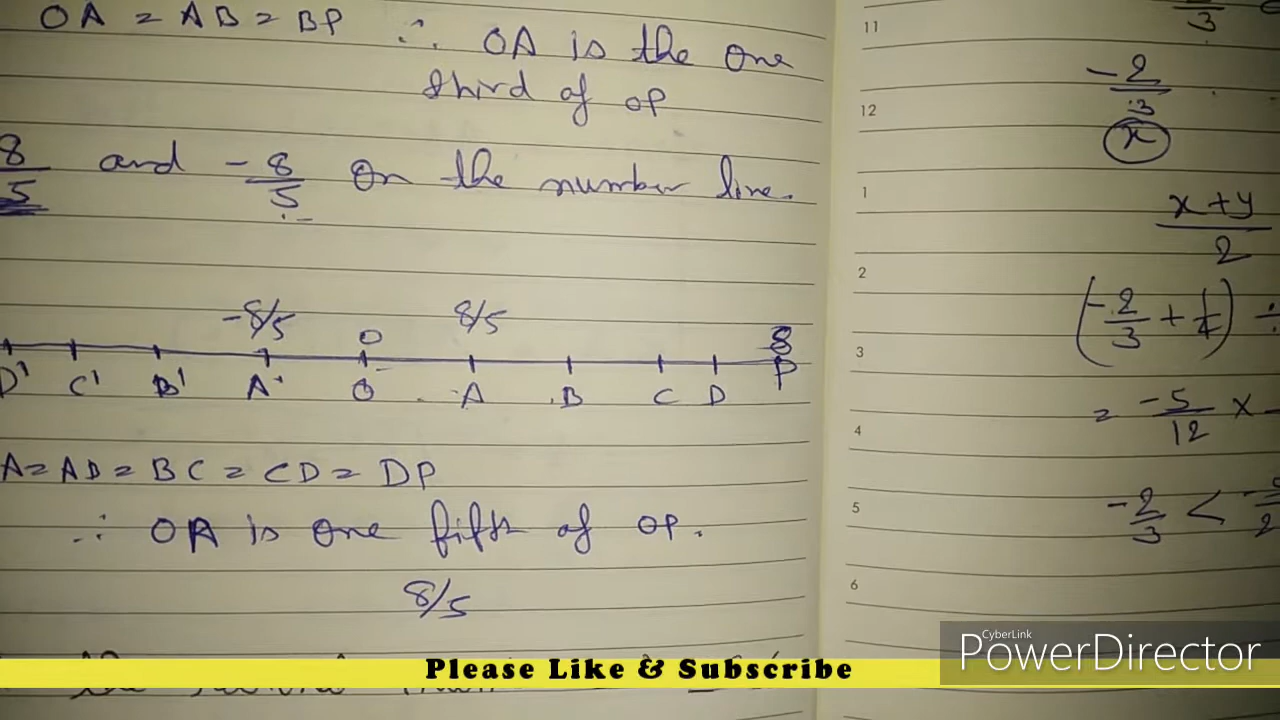 OA = AB = BP ∴ OA is the one
third of OP
8/5 and -8/5 on the number line.
-8/5 0 8/5 8
D' C' B' A' O A B C D P
A = AB = BC = CD = DP
∴ OA is one fifth of OP.
8/5
11
3
-2/3
12
x
1
x+y
2
2
(-2/3 + 1/4) ÷
3
= -5/12 ×
4
-2/3 <
5
6
CyberLink
PowerDirector
Please Like & Subscribe